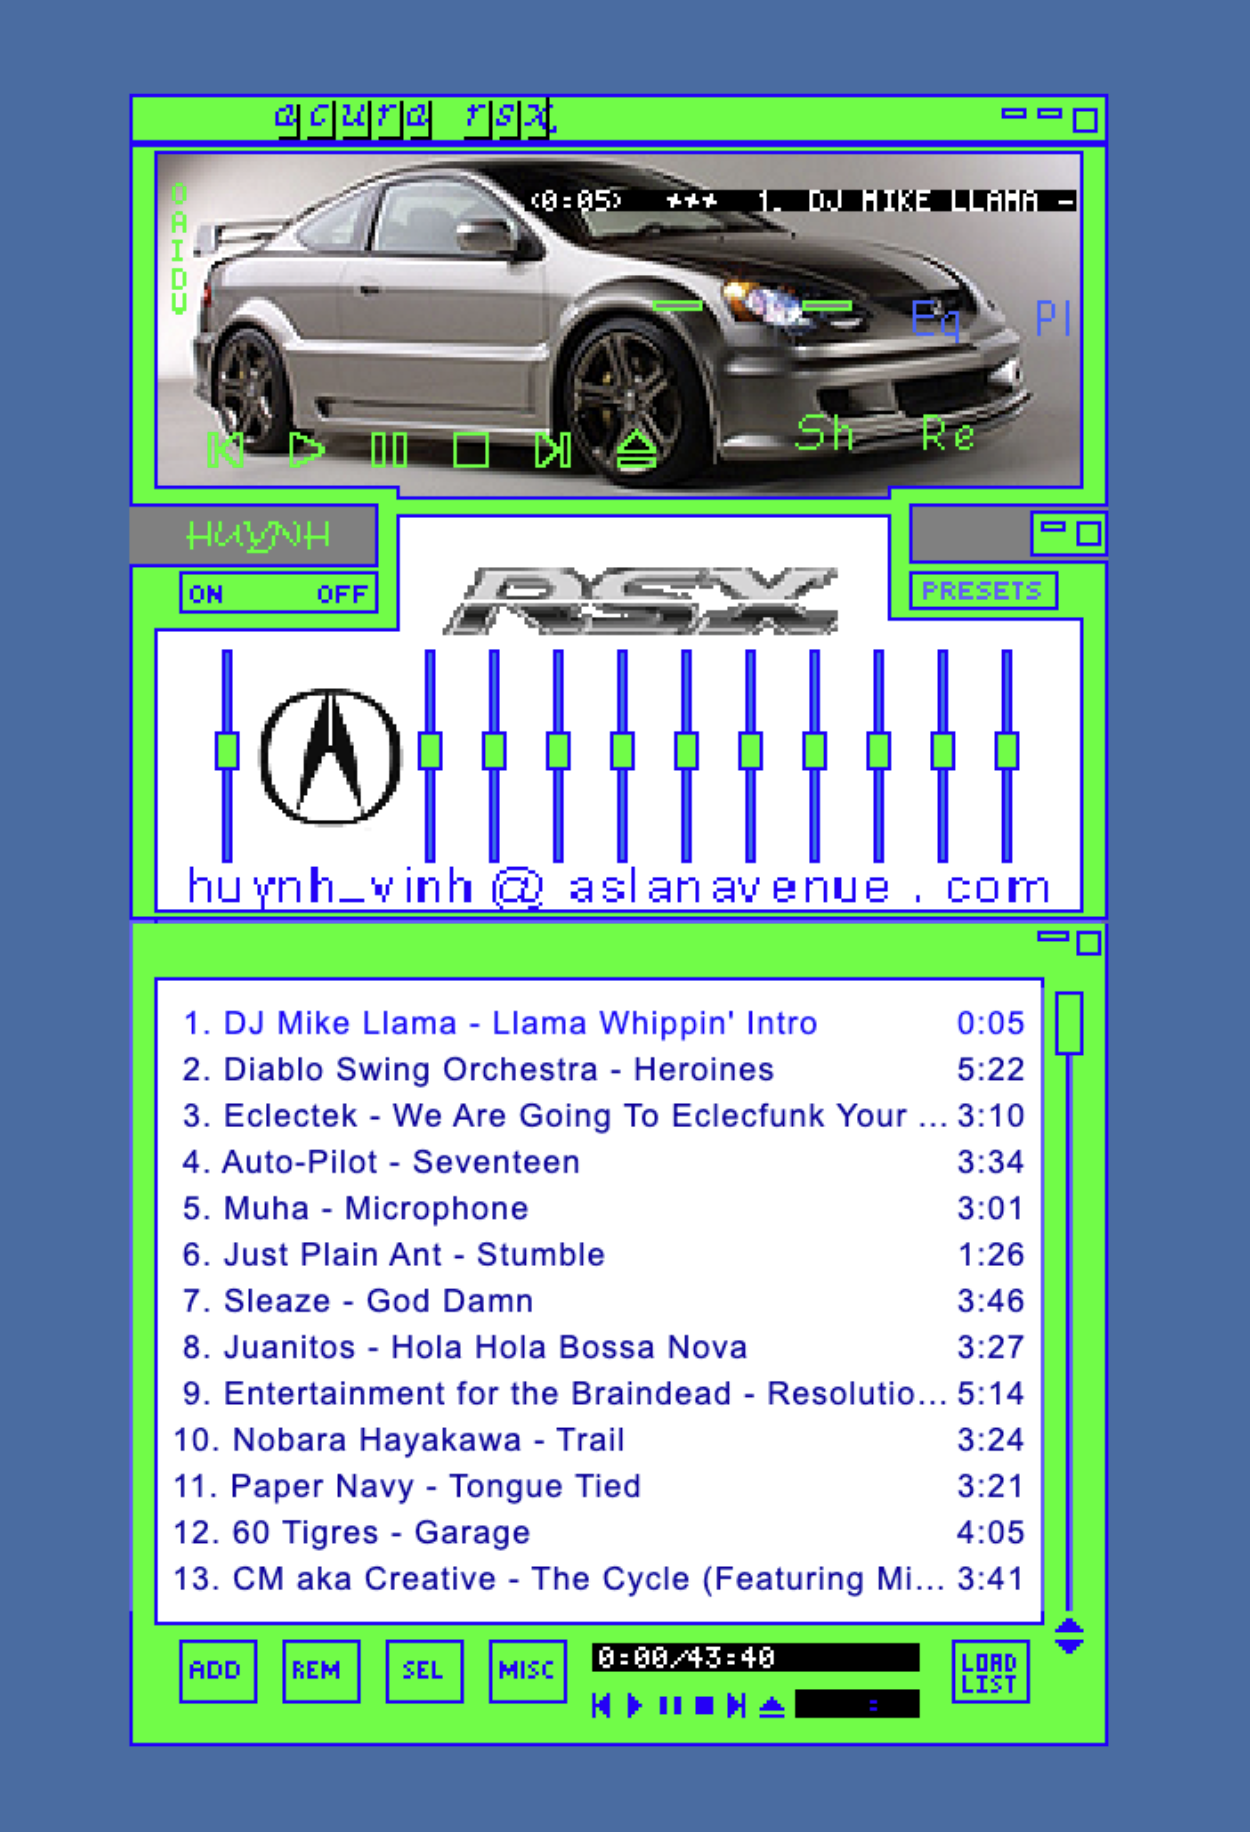 acura rsx
O
A
I
D
V
(0:05) *** 1. DJ MIKE LLAMA -
Eq Pl
Sh Re
HUYNH
ON OFF
RSX
PRESETS
huynh_vinh@asianavenue.com
1. DJ Mike Llama - Llama Whippin' Intro 0:05
2. Diablo Swing Orchestra - Heroines 5:22
3. Eclectek - We Are Going To Eclecfunk Your ... 3:10
4. Auto-Pilot - Seventeen 3:34
5. Muha - Microphone 3:01
6. Just Plain Ant - Stumble 1:26
7. Sleaze - God Damn 3:46
8. Juanitos - Hola Hola Bossa Nova 3:27
9. Entertainment for the Braindead - Resolutio... 5:14
10. Nobara Hayakawa - Trail 3:24
11. Paper Navy - Tongue Tied 3:21
12. 60 Tigres - Garage 4:05
13. CM aka Creative - The Cycle (Featuring Mi... 3:41
ADD REM SEL MISC 0:00/43:40 LOAD LIST
: